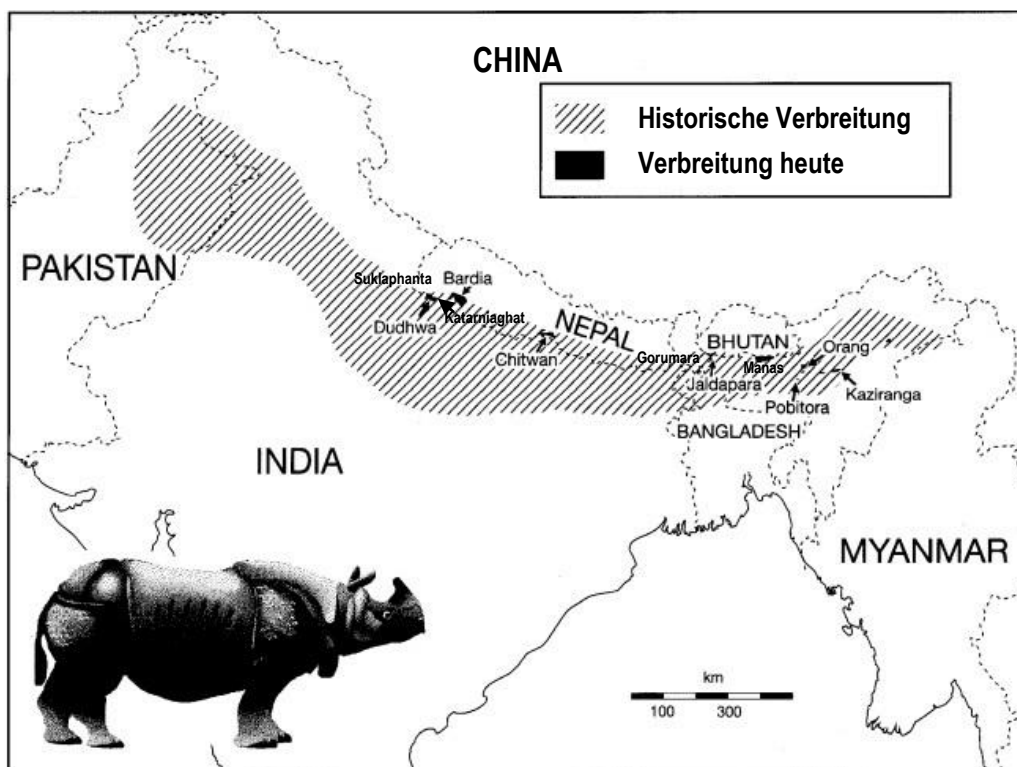 CHINA
Historische Verbreitung
Verbreitung heute
PAKISTAN
Suklaphanta
Bardia
Dudhwa
Katarniaghat
Chitwan
NEPAL
Gorumara
BHUTAN
Manas
Orang
Jaldapara
Kaziranga
Pobitora
BANGLADESH
INDIA
MYANMAR
km
100 300